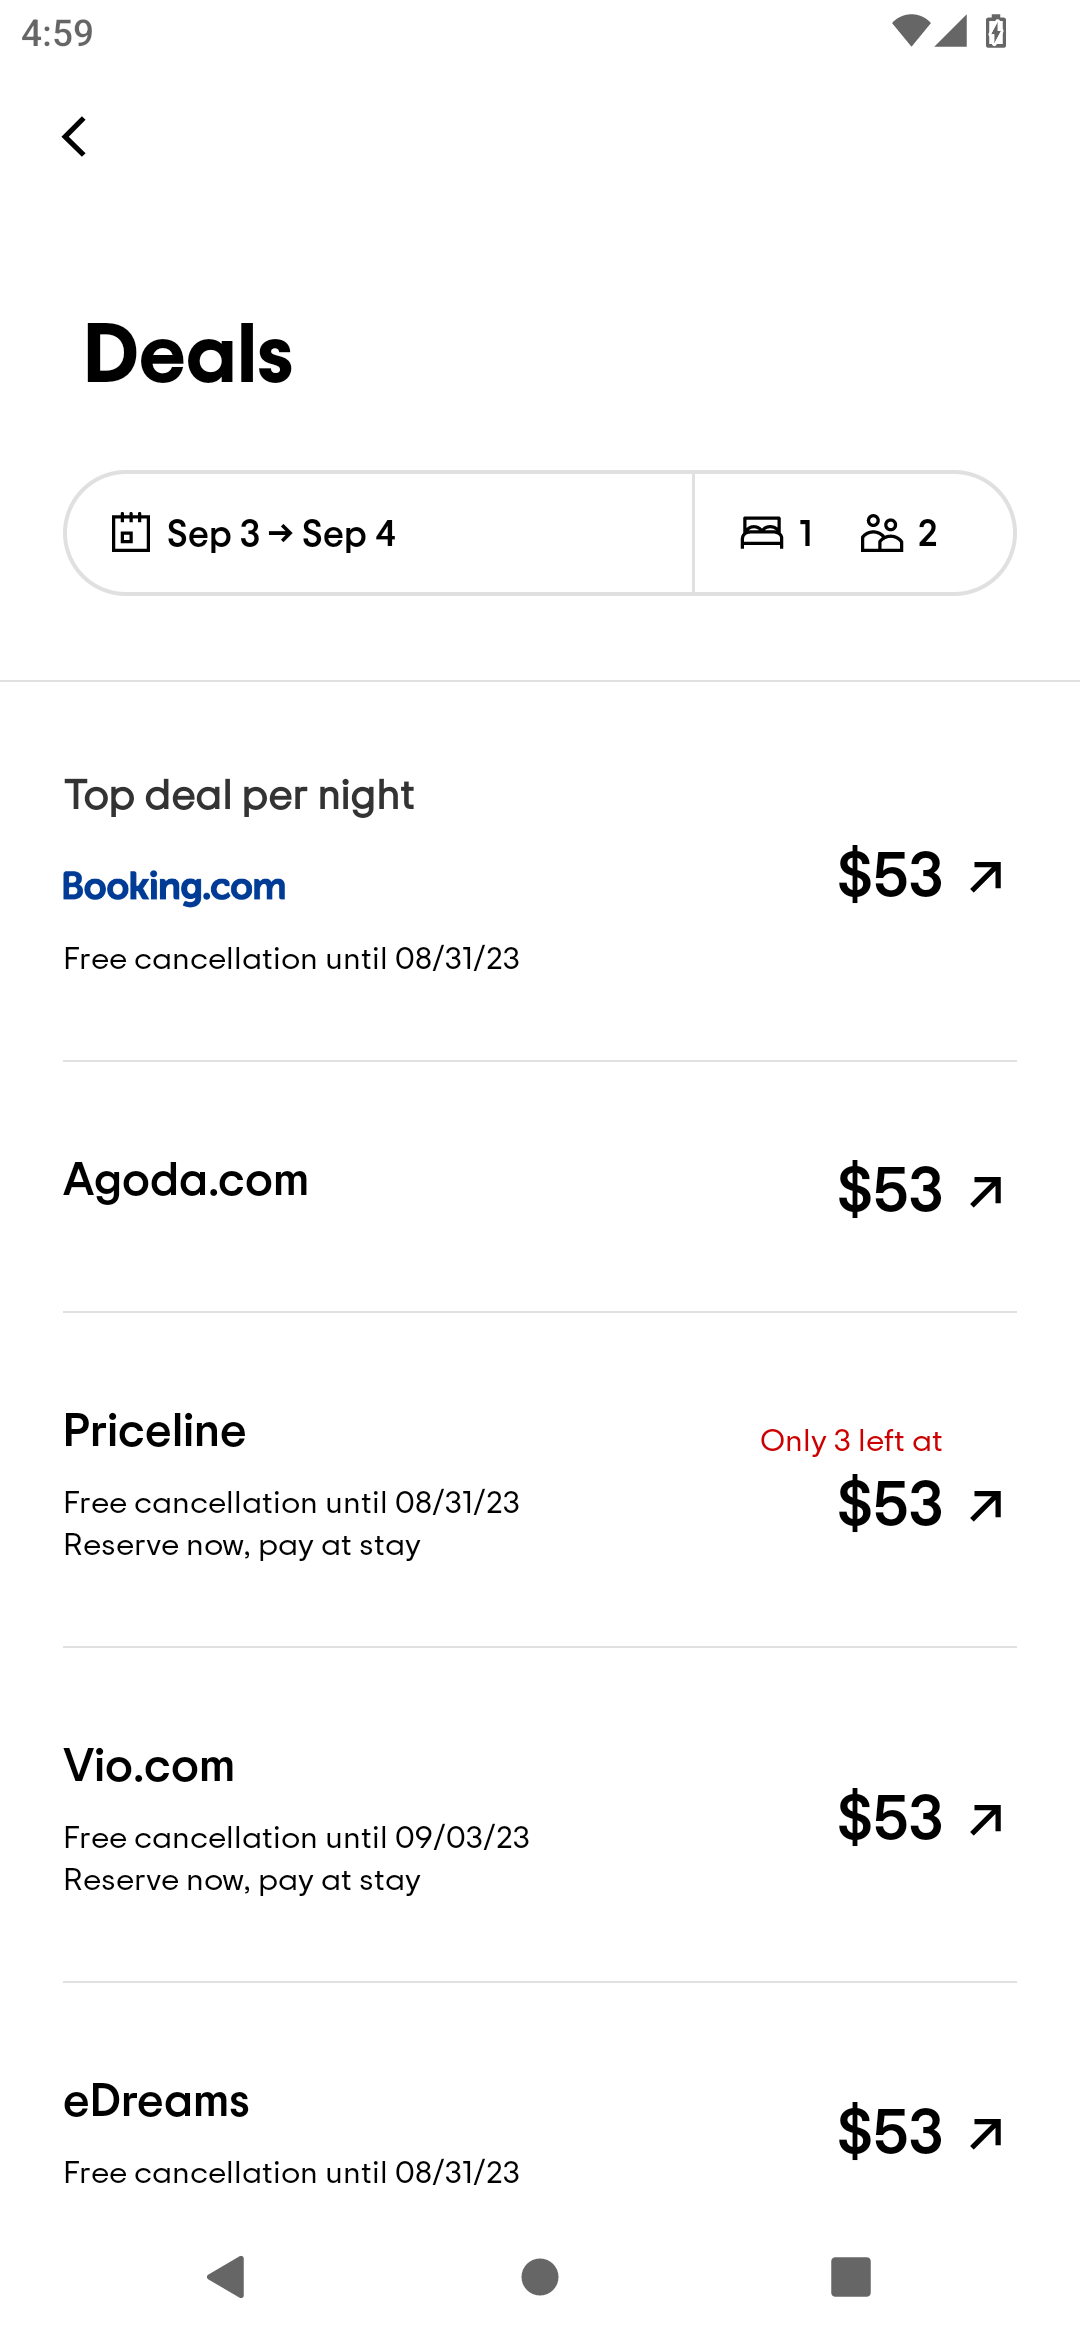 4:59
Deals
Sep 3 → Sep 4
1
2
Top deal per night
Booking.com
$53
Free cancellation until 08/31/23
Agoda.com
$53
Priceline
Only 3 left at
Free cancellation until 08/31/23
$53
Reserve now, pay at stay
Vio.com
$53
Free cancellation until 09/03/23
Reserve now, pay at stay
eDreams
$53
Free cancellation until 08/31/23